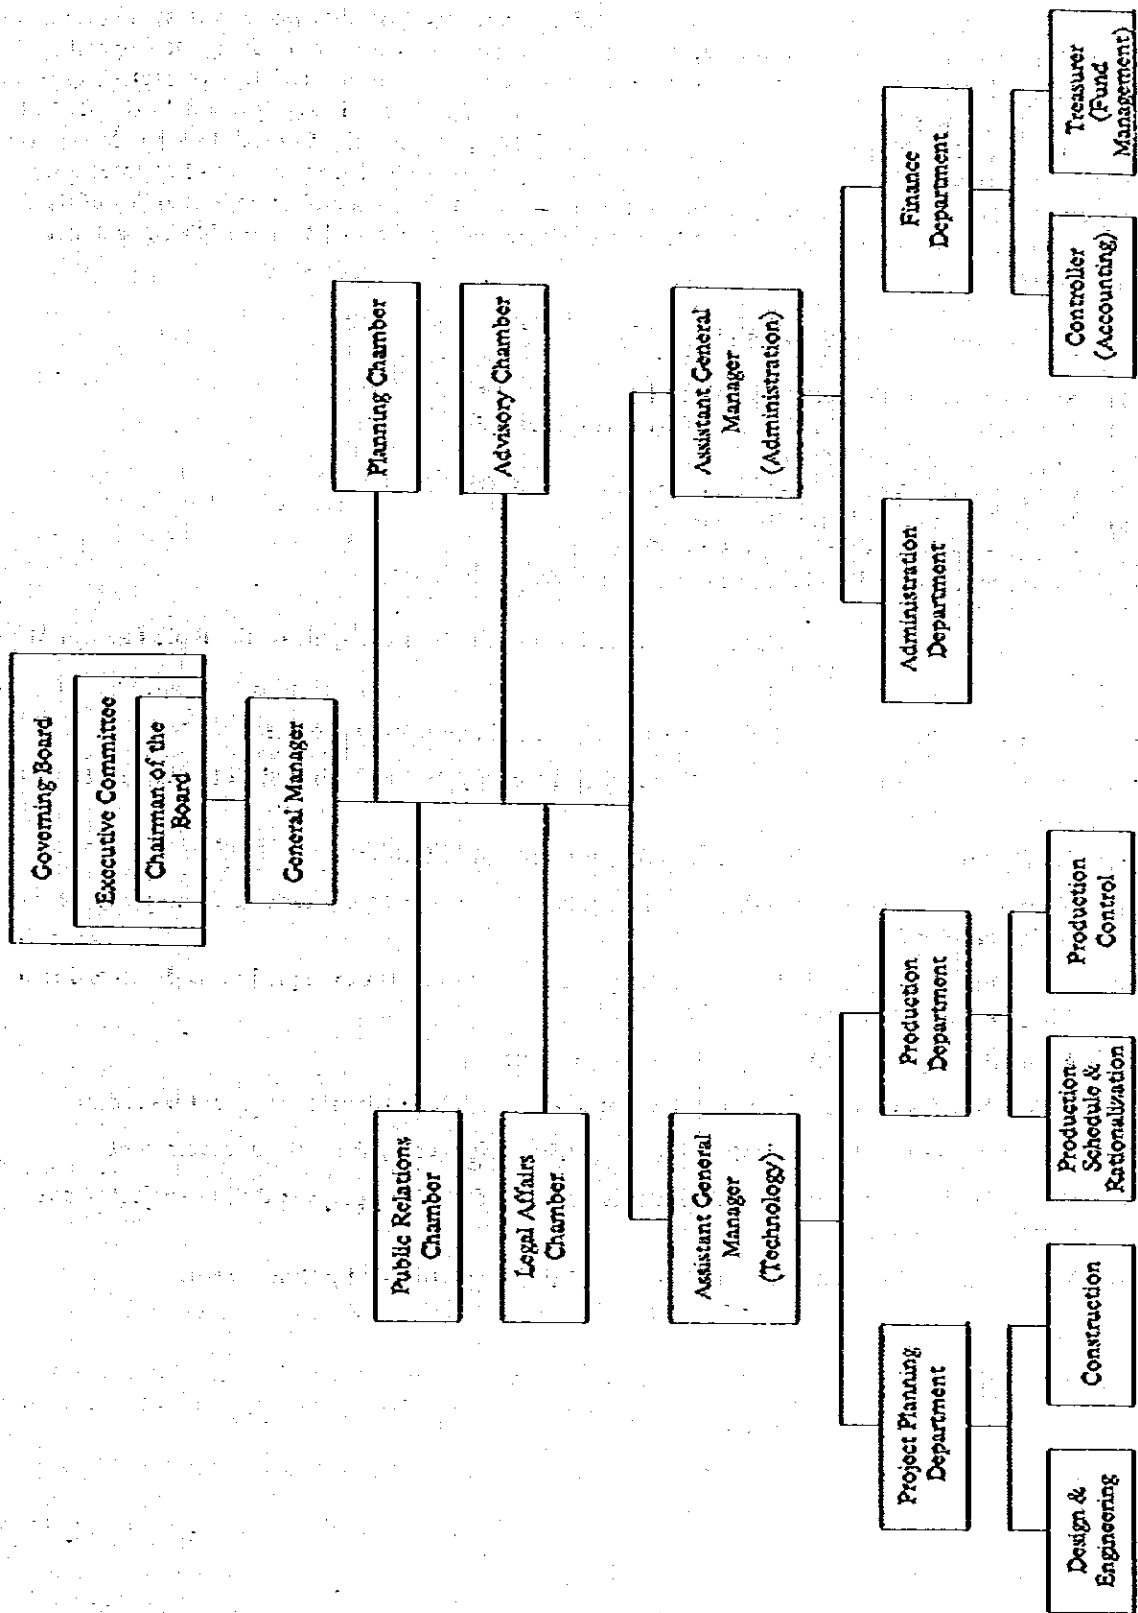 Governing Board
Executive Committee
Chairman of the
Board
General Manager
Public Relations
Chamber
Planning Chamber
Legal Affairs
Chamber
Advisory Chamber
Assistant General
Manager
(Technology)
Assistant General
Manager
(Administration)
Project Planning
Department
Production
Department
Administration
Department
Finance
Department
Design &
Engineering
Construction
Production
Schedule &
Rationalization
Production
Control
Controller
(Accounting)
Treasurer
(Fund
Management)